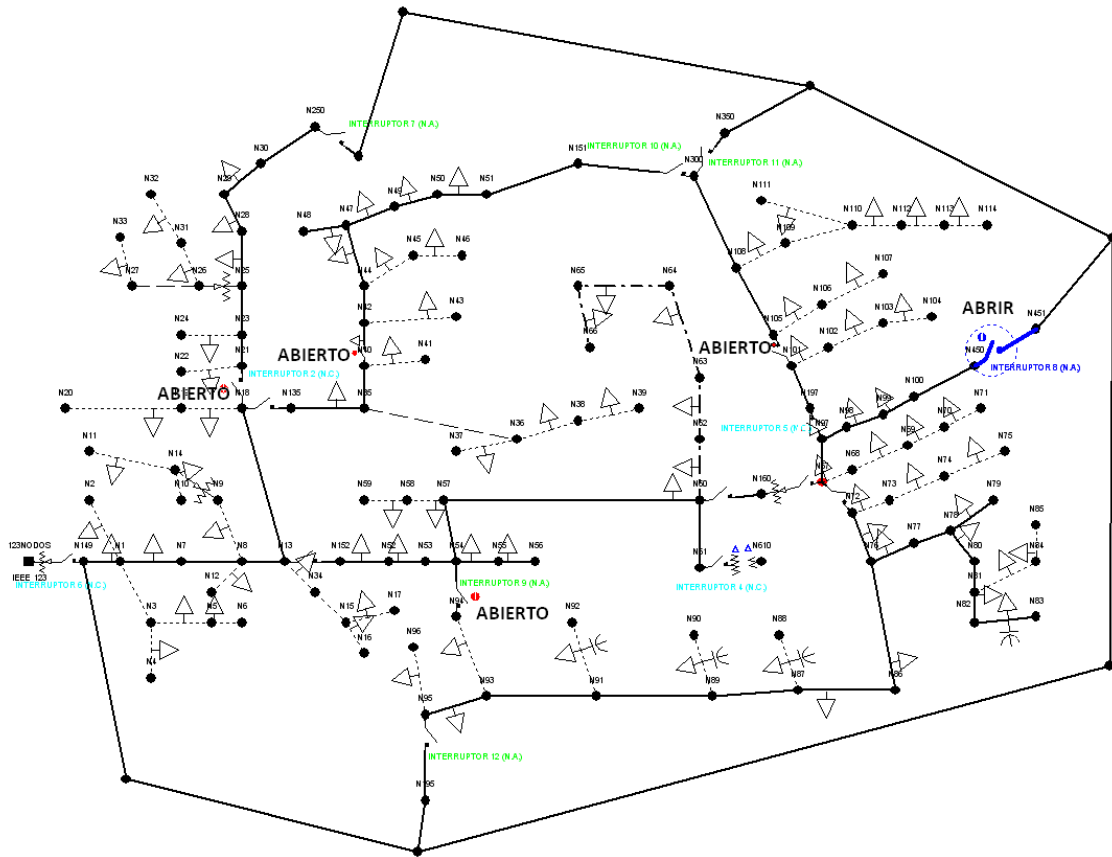 N250
INTERRUPTOR 7 (N.A.)
N350
N30
N151
INTERRUPTOR 10 (N.A.)
N300
INTERRUPTOR 11 (N.A.)
N32
N29
N50
N51
N49
N111
N33
N28
N48
N47
N110
N112
N113
N114
N31
N109
N45
N46
N108
N107
N27
N26
N25
N44
N65
N64
N106
N43
N42
N105
N103
N104
ABRIR
N451
N24
N23
N66
N102
ABIERTO
N40
N41
ABIERTO
N101
N450
N22
N21
INTERRUPTOR 2 (N.C.)
N63
INTERRUPTOR 8 (N.A.)
ABIERTO
N20
N18
N135
N35
N38
N39
N197
N100
N99
N98
N70
N71
N11
N37
N36
N62
INTERRUPTOR 5 (N.C.)
N97
N69
N14
N67
N68
N74
N75
N2
N10
N9
N59
N58
N57
N60
N160
N73
N79
N72
N78
N85
N77
123NODOS
IEEE 123
N149
N1
N7
N8
N13
N152
N52
N53
N54
N55
N56
N61
N610
N76
N80
N84
INTERRUPTOR 6 (N.C.)
INTERRUPTOR 9 (N.A.)
INTERRUPTOR 4 (N.C.)
N12
N34
N81
N3
N5
N6
N15
N17
N94
ABIERTO
N92
N82
N83
N16
N96
N90
N88
N4
N95
N93
N91
N89
N87
N86
INTERRUPTOR 12 (N.A.)
N195